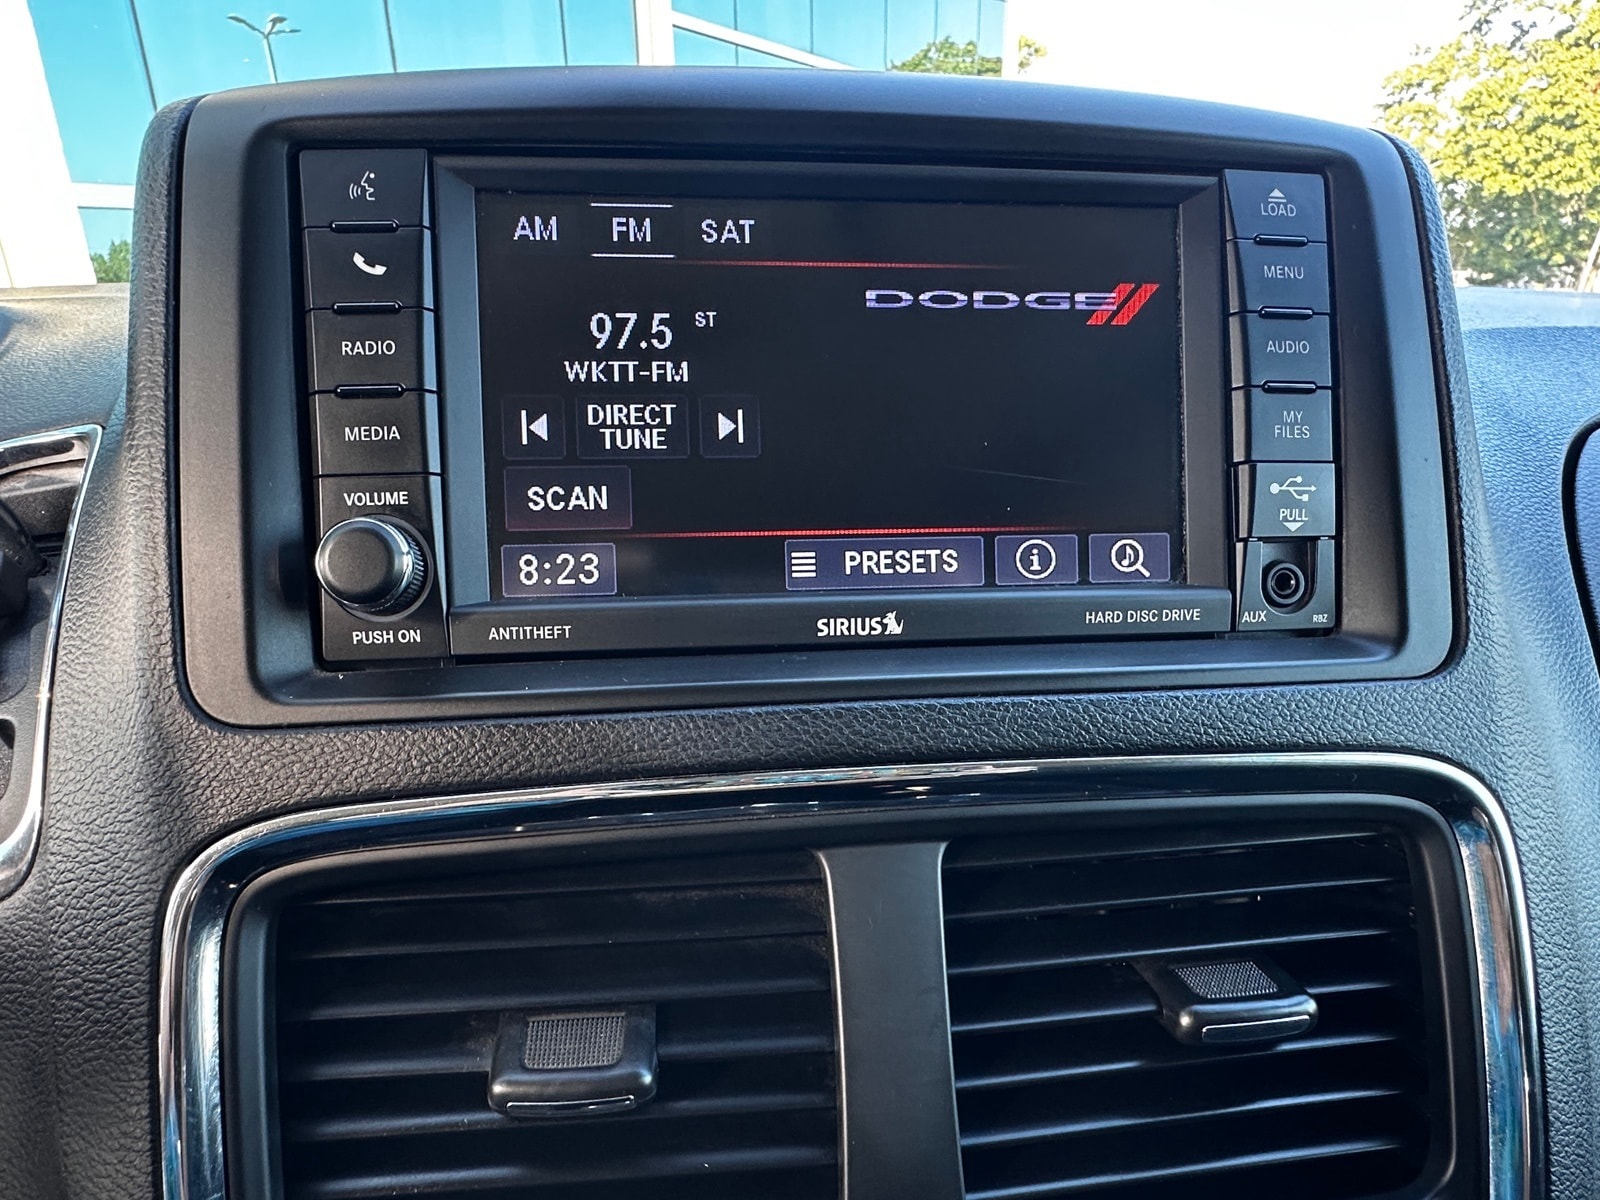 AM FM SAT
DODGE
97.5 ST
WKTT-FM
DIRECT
TUNE
SCAN
8:23
PRESETS
RADIO
MEDIA
VOLUME
PUSH ON
ANTITHEFT
SIRIUS
HARD DISC DRIVE
LOAD
MENU
AUDIO
MY
FILES
PULL
AUX
RBZ